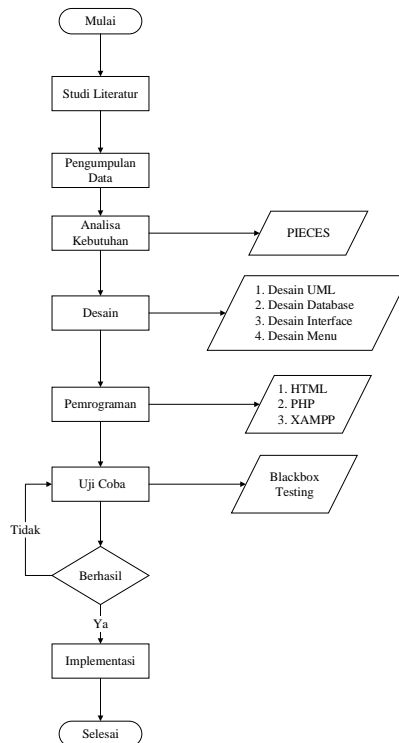 Mulai
Studi Literatur
Pengumpulan
Data
Analisa
Kebutuhan
PIECES
Desain
1. Desain UML
2. Desain Database
3. Desain Interface
4. Desain Menu
Pemrograman
1. HTML
2. PHP
3. XAMPP
Uji Coba
Blackbox
Testing
Tidak
Berhasil
Ya
Implementasi
Selesai